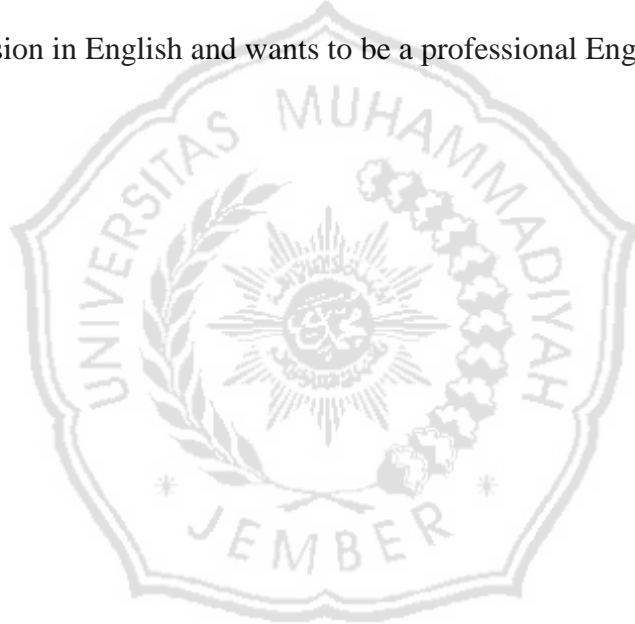 sion in English and wants to be a professional Eng
UNIVERSITAS MUHAMMADIYAH
* JEMBER *